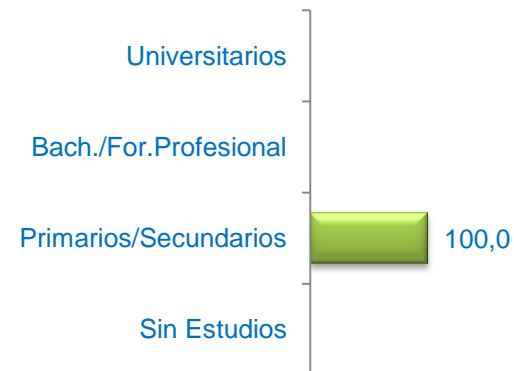 Universitarios
Bach./For.Profesional
Primarios/Secundarios 100,0
Sin Estudios